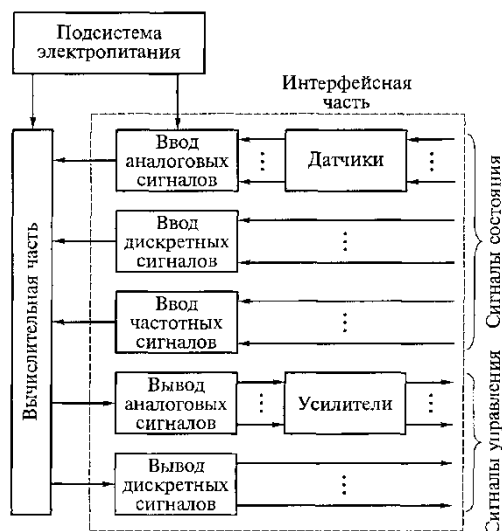 Подсистема
электропитания
Интерфейсная
часть
Ввод
аналоговых
сигналов
Датчики
Ввод
дискретных
сигналов
Ввод
частотных
сигналов
Вывод
аналоговых
сигналов
Усилители
Вывод
дискретных
сигналов
Вычислительная часть
Сигналы состояния
Сигналы управления